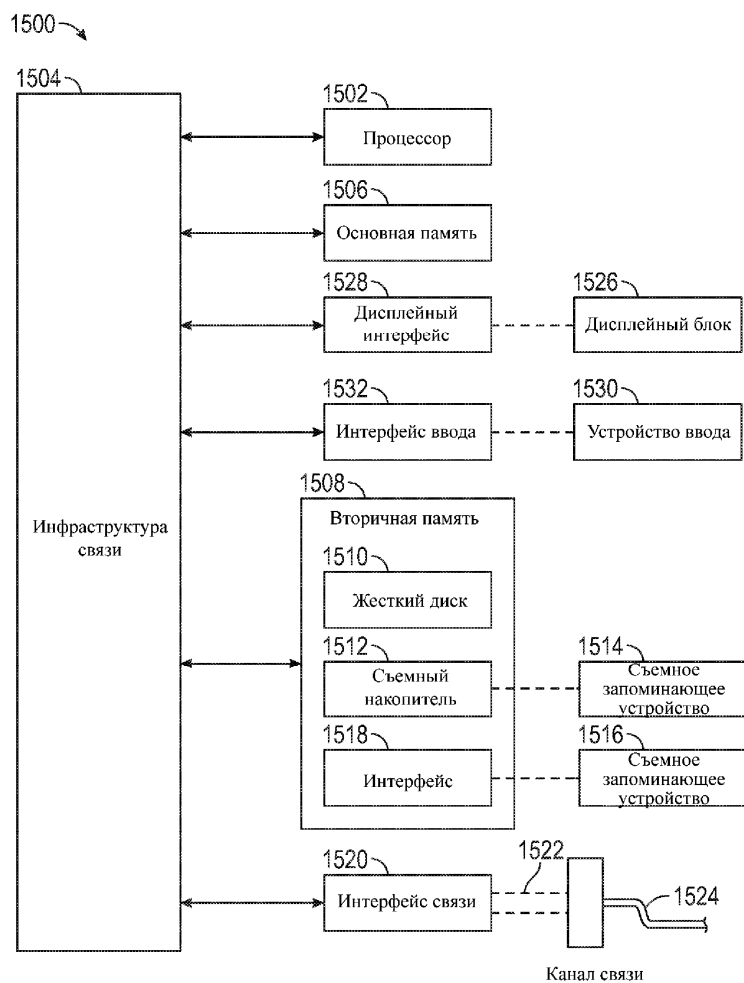 1500
1504
1502
Процессор
1506
Основная память
1528
Дисплейный
интерфейс
1526
Дисплейный блок
1532
Интерфейс ввода
1530
Устройство ввода
Инфраструктура
связи
1508
Вторичная память
1510
Жесткий диск
1512
Съемный
накопитель
1514
Съемное
запоминающее
устройство
1518
Интерфейс
1516
Съемное
запоминающее
устройство
1520
Интерфейс связи
1522
1524
Канал связи